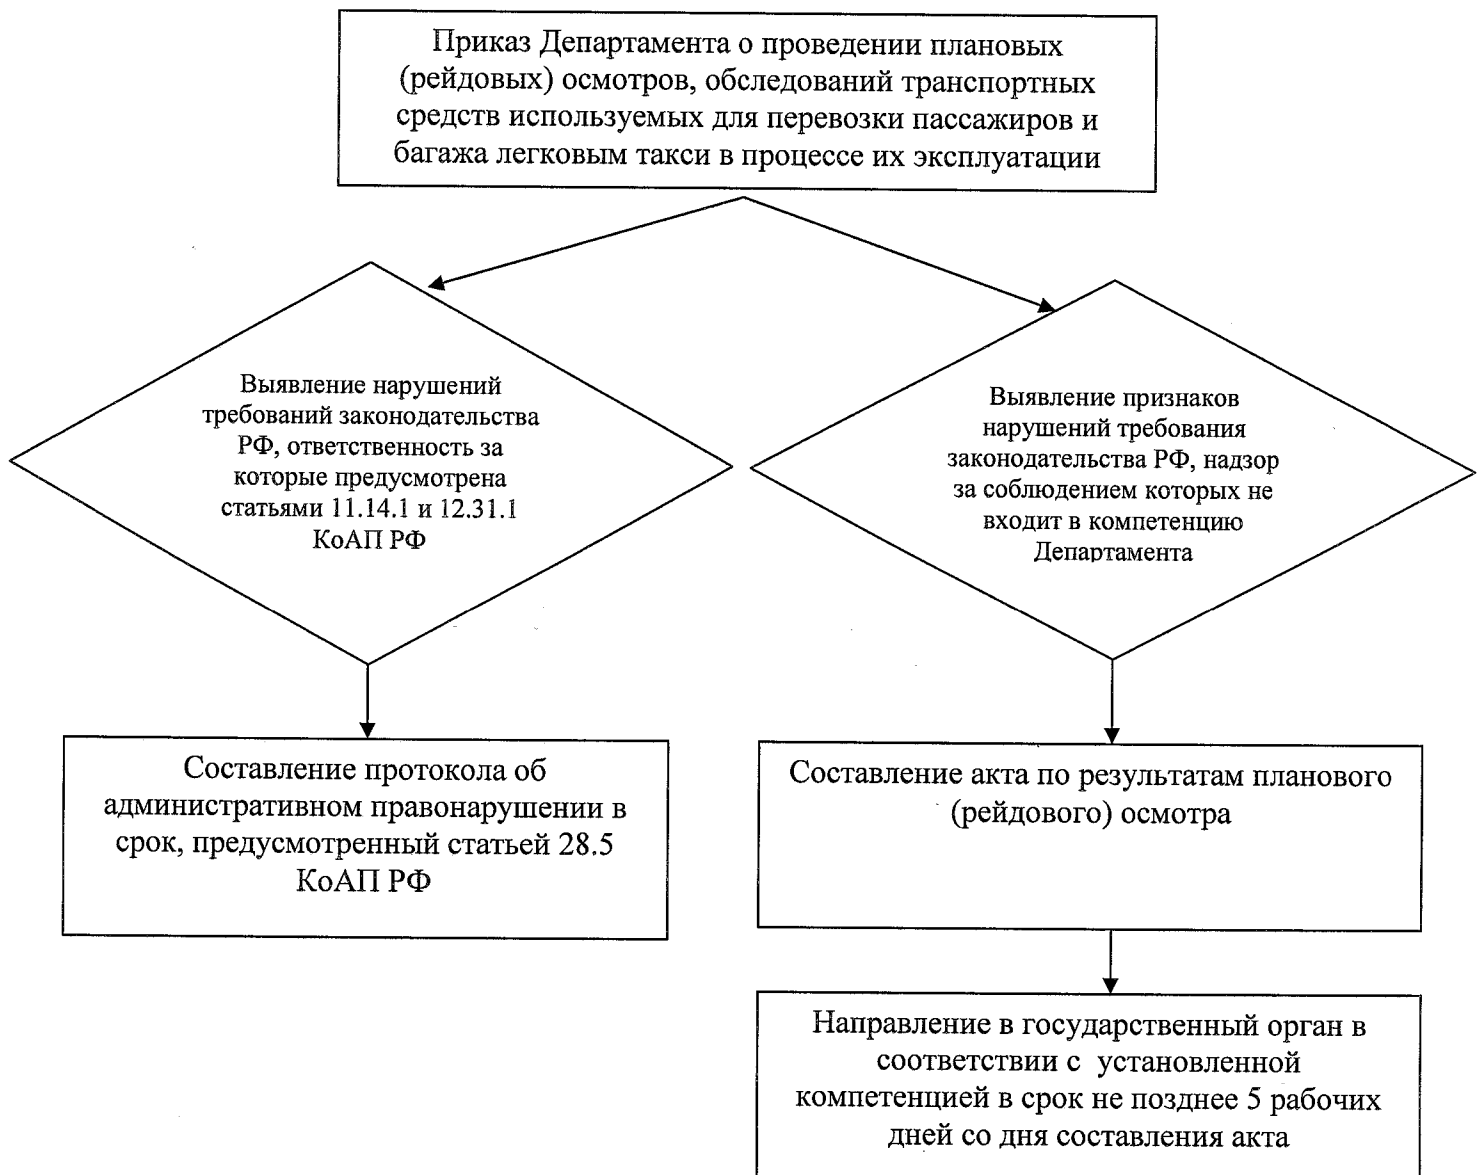 Приказ Департамента о проведении плановых
(рейдовых) осмотров, обследований транспортных
средств используемых для перевозки пассажиров и
багажа легковым такси в процессе их эксплуатации
Выявление нарушений
требований законодательства
РФ, ответственность за
которые предусмотрена
статьями 11.14.1 и 12.31.1
КоАП РФ
Выявление признаков
нарушений требования
законодательства РФ, надзор
за соблюдением которых не
входит в компетенцию
Департамента
Составление протокола об
административном правонарушении в
срок, предусмотренный статьей 28.5
КоАП РФ
Составление акта по результатам планового
(рейдового) осмотра
Направление в государственный орган в
соответствии с установленной
компетенцией в срок не позднее 5 рабочих
дней со дня составления акта